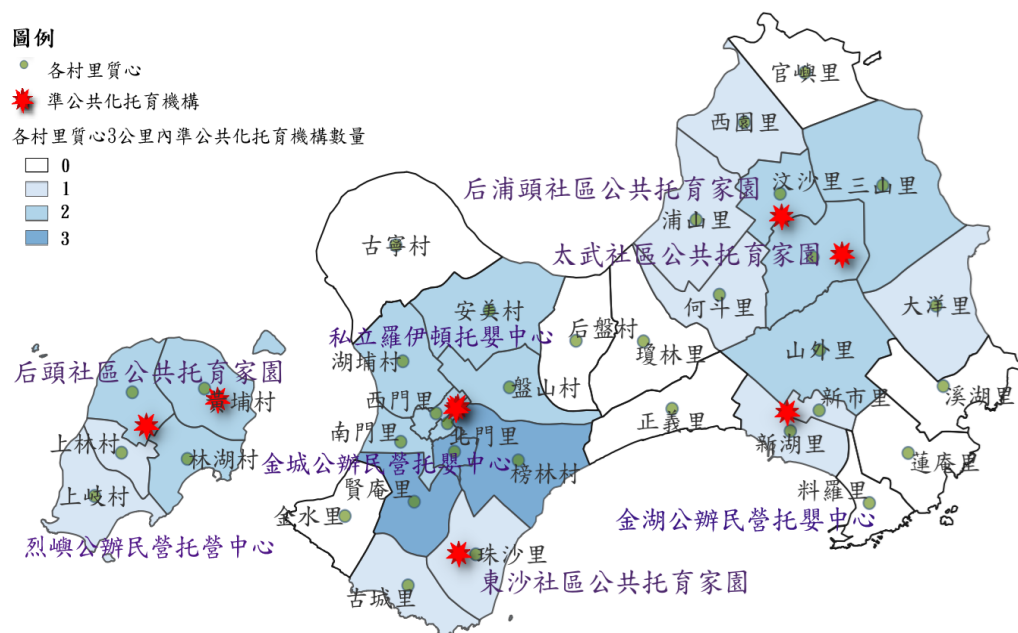 圖例
各村里質心
準公共化托育機構
各村里質心3公里內準公共化托育機構數量
0
1
2
3
官嶼里
西園里
后浦頭社區公共托育家園
汶沙里
三山里
浦山里
古寧村
太武社區公共托育家園
安美村
何斗里
大洋里
私立羅伊頓托嬰中心
后盤村
瓊林里
山外里
湖埔村
后頭社區公共托育家園
盤山村
溪湖里
黃埔村
西門里
正義里
新市里
南門里
北門里
新湖里
上林村
林湖村
金城公辦民營托嬰中心
榜林村
蓮庵里
賢庵里
上岐村
料羅里
金水里
金湖公辦民營托嬰中心
烈嶼公辦民營托營中心
珠沙里
東沙社區公共托育家園
古城里